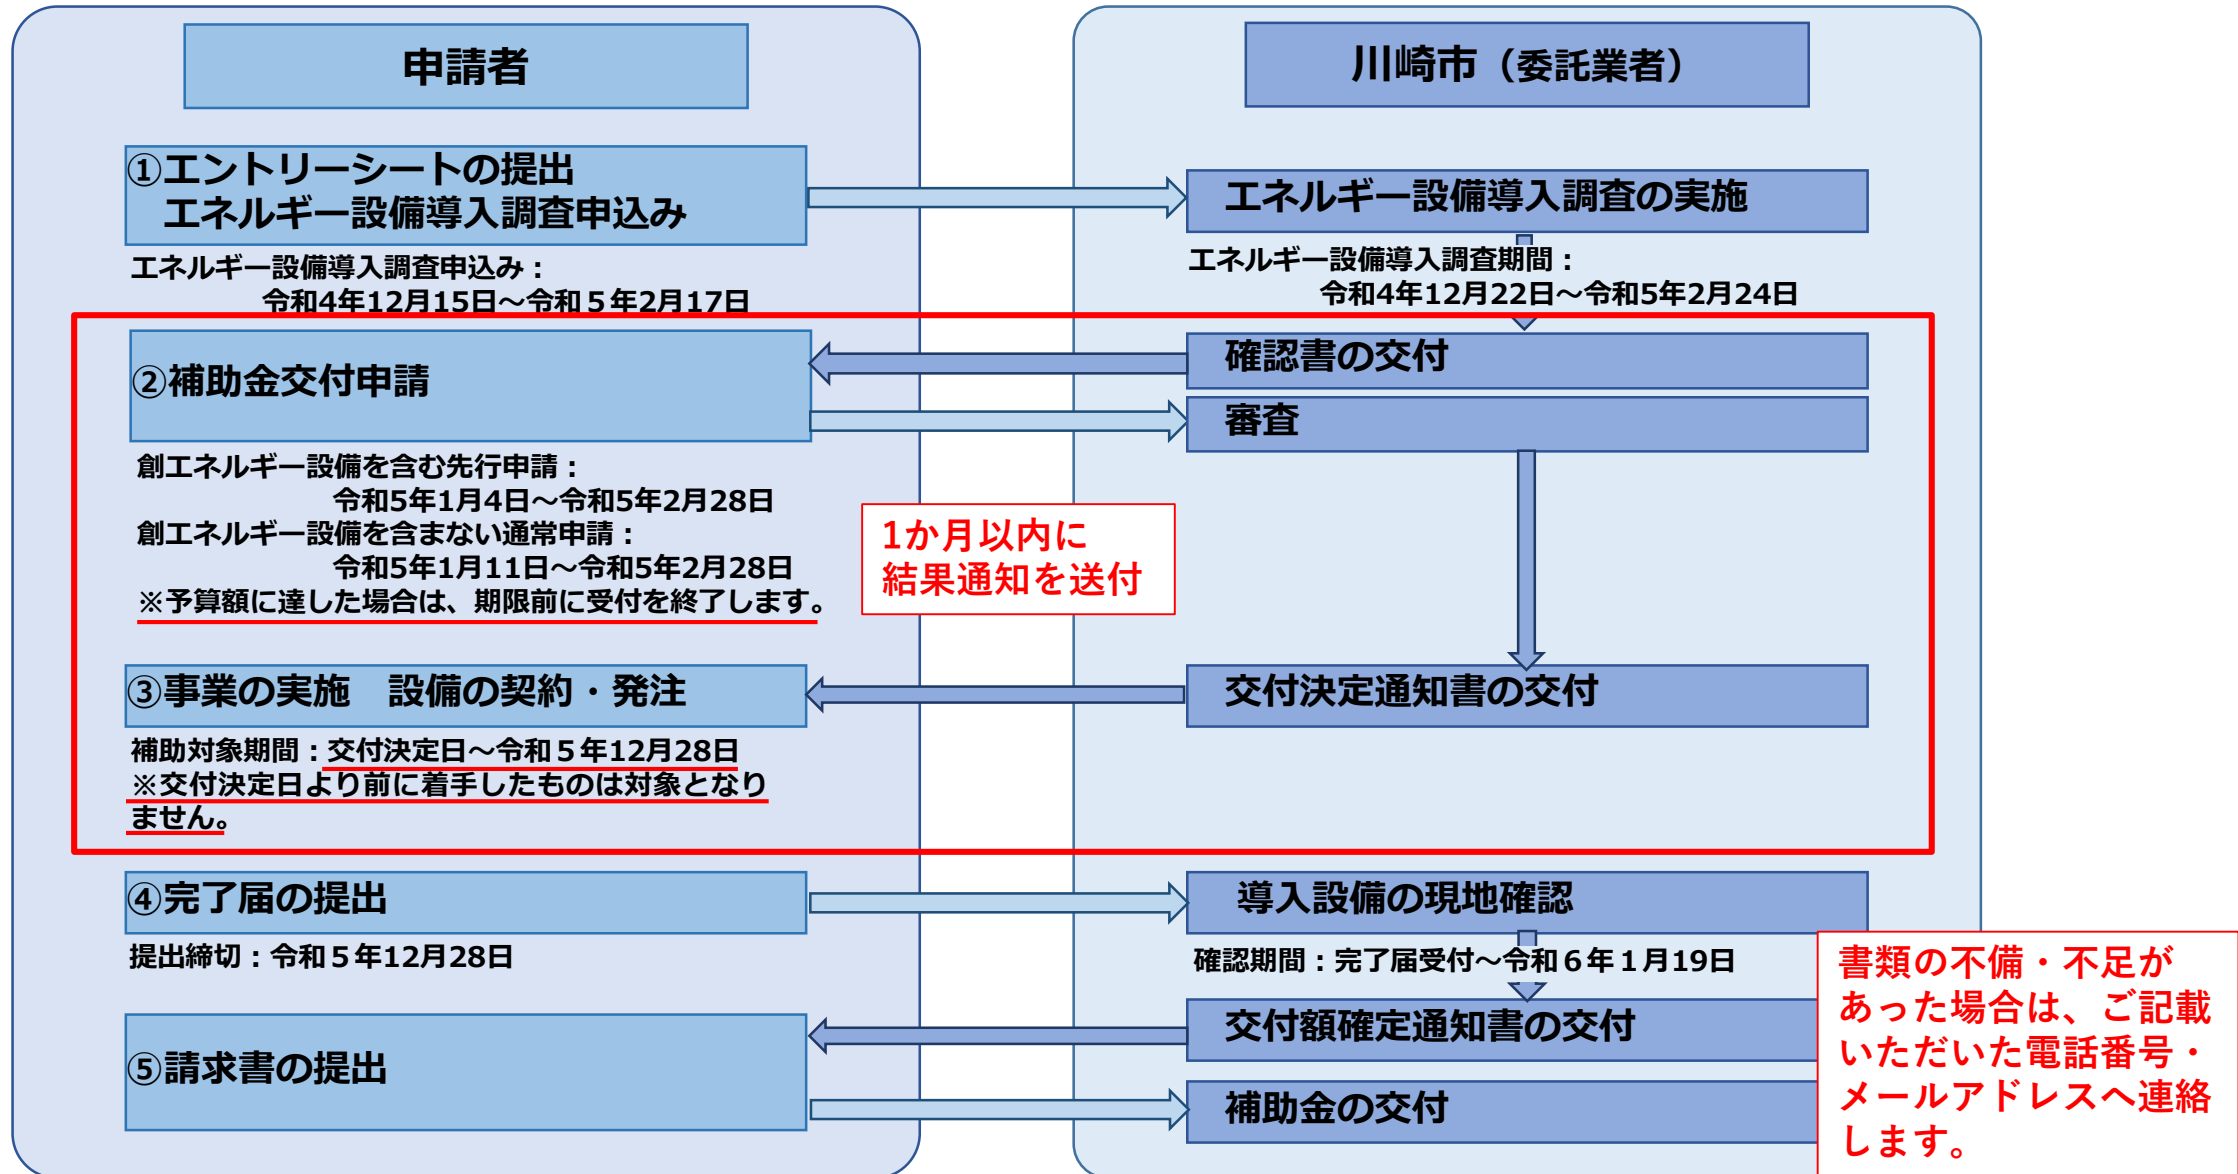 申請者
①エントリーシートの提出
エネルギー設備導入調査申込み
エネルギー設備導入調査申込み：
令和4年12月15日～令和５年2月17日
②補助金交付申請
創エネルギー設備を含む先行申請：
令和5年1月4日～令和5年2月28日
創エネルギー設備を含まない通常申請：
令和5年1月11日～令和5年2月28日
※予算額に達した場合は、期限前に受付を終了します。
③事業の実施　設備の契約・発注
補助対象期間：交付決定日～令和５年12月28日
※交付決定日より前に着手したものは対象となり
ません。
④完了届の提出
提出締切：令和５年12月28日
⑤請求書の提出
1か月以内に
結果通知を送付
川崎市（委託業者）
エネルギー設備導入調査の実施
エネルギー設備導入調査期間：
令和4年12月22日～令和5年2月24日
確認書の交付
審査
交付決定通知書の交付
導入設備の現地確認
確認期間：完了届受付～令和６年１月19日
交付額確定通知書の交付
補助金の交付
書類の不備・不足が
あった場合は、ご記載
いただいた電話番号・
メールアドレスへ連絡
します。